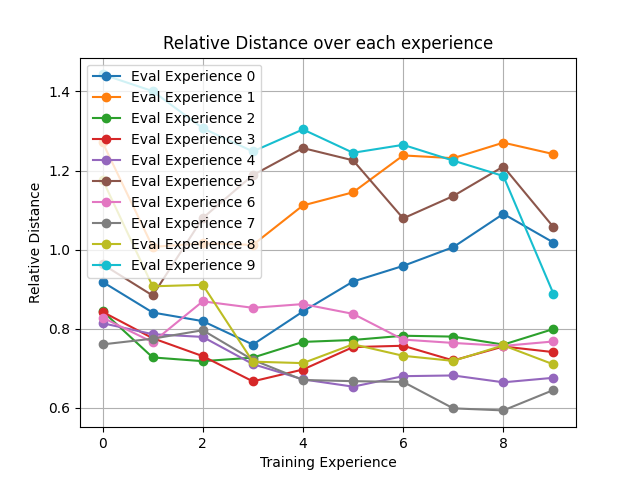 Relative Distance over each experience
Eval Experience 0
Eval Experience 1
Eval Experience 2
Eval Experience 3
Eval Experience 4
Eval Experience 5
Eval Experience 6
Eval Experience 7
Eval Experience 8
Eval Experience 9
Relative Distance
1.4
1.2
1.0
0.8
0.6
0 2 4 6 8
Training Experience